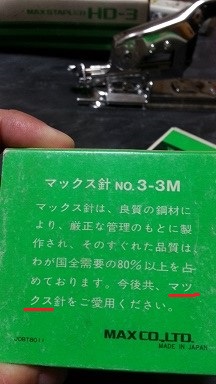 MAX STAPLER HD-3
マックス針 NO.3-3M
マックス針は、良質の鋼材に
より、厳正な管理のもとに製
作され、そのすぐれた品質は
わが国全需要の80%以上を占め
ております。今後共、マツ
クス針をご愛用ください。
MAX CO.,LTD.
MADE IN JAPAN